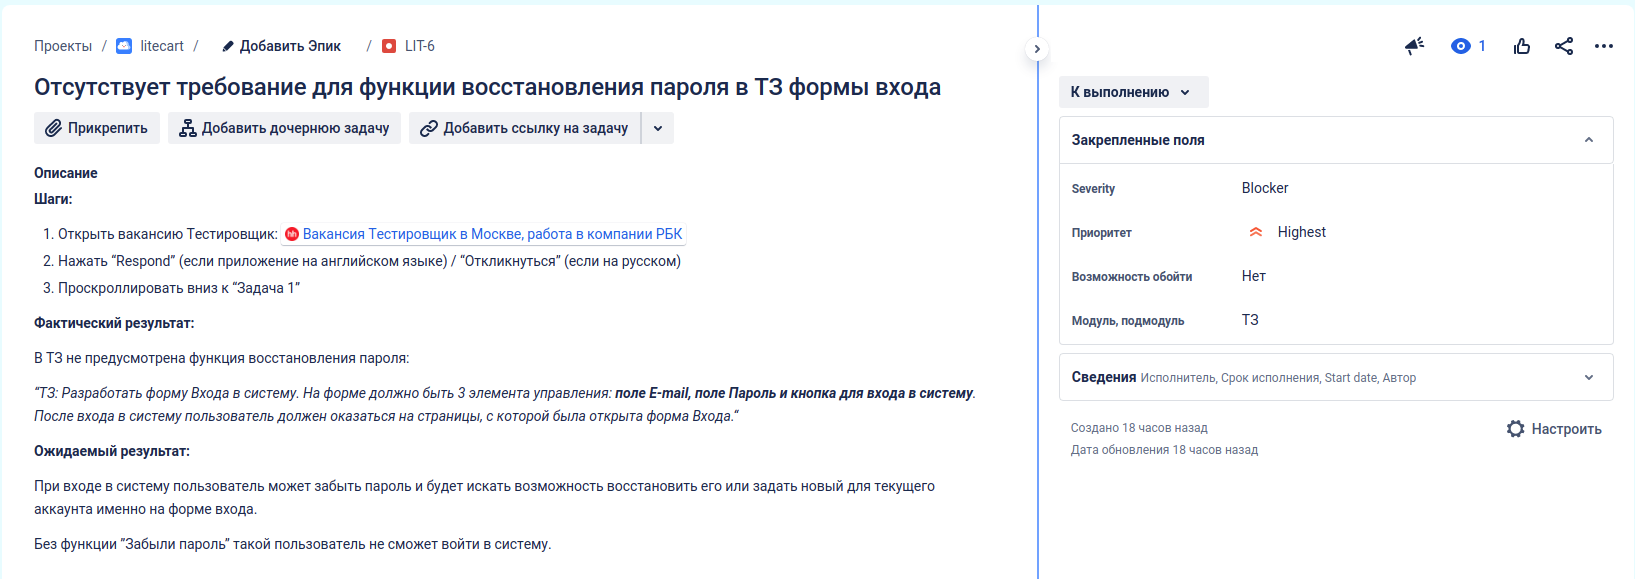 Проекты / litecart / Добавить Эпик / LIT-6
Отсутствует требование для функции восстановления пароля в ТЗ формы входа
Прикрепить Добавить дочернюю задачу Добавить ссылку на задачу
Описание
Шаги:
1. Открыть вакансию Тестировщик: hh Вакансия Тестировщик в Москве, работа в компании РБК
2. Нажать “Respond” (если приложение на английском языке) / “Откликнуться” (если на русском)
3. Проскроллировать вниз к “Задача 1”
Фактический результат:
В ТЗ не предусмотрена функция восстановления пароля:
“ТЗ: Разработать форму Входа в систему. На форме должно быть 3 элемента управления: поле E-mail, поле Пароль и кнопка для входа в систему.
После входа в систему пользователь должен оказаться на страницы, с которой была открыта форма Входа.“
Ожидаемый результат:
При входе в систему пользователь может забыть пароль и будет искать возможность восстановить его или задать новый для текущего
аккаунта именно на форме входа.
Без функции ”Забыли пароль” такой пользователь не сможет войти в систему.
1
К выполнению
Закрепленные поля
Severity Blocker
Приоритет Highest
Возможность обойти Нет
Модуль, подмодуль ТЗ
Сведения Исполнитель, Срок исполнения, Start date, Автор
Создано 18 часов назад
Дата обновления 18 часов назад
Настроить